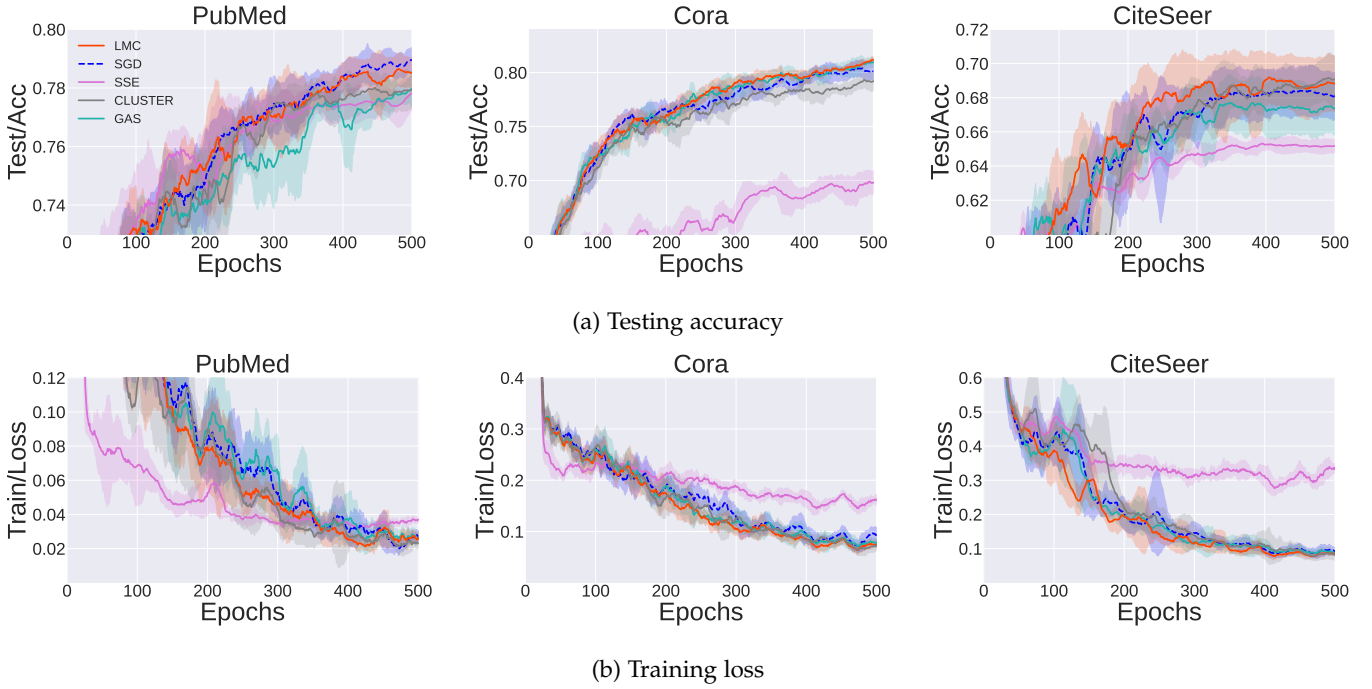 PubMed
Cora
CiteSeer
0.80
0.78
0.76
0.74
Test/Acc
LMC
SGD
SSE
CLUSTER
GAS
0 100 200 300 400 500
Epochs
0.80
0.75
0.70
Test/Acc
0 100 200 300 400 500
Epochs
0.72
0.70
0.68
0.66
0.64
0.62
Test/Acc
0 100 200 300 400 500
Epochs
(a) Testing accuracy
PubMed
Cora
CiteSeer
0.12
0.10
0.08
0.06
0.04
0.02
Train/Loss
0 100 200 300 400 500
Epochs
0.4
0.3
0.2
0.1
Train/Loss
0 100 200 300 400 500
Epochs
0.6
0.5
0.4
0.3
0.2
0.1
Train/Loss
0 100 200 300 400 500
Epochs
(b) Training loss